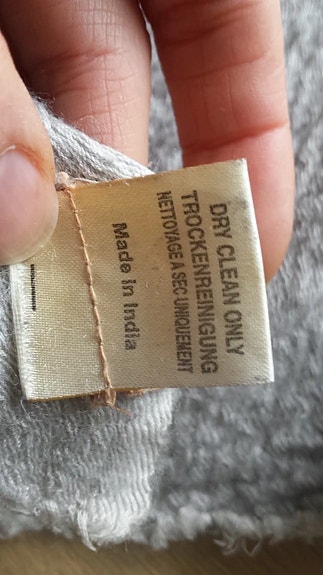 DRY CLEAN ONLY
TROCKENREINIGUNG
NETTOYAGE A SEC UNIQUEMENT
Made in India